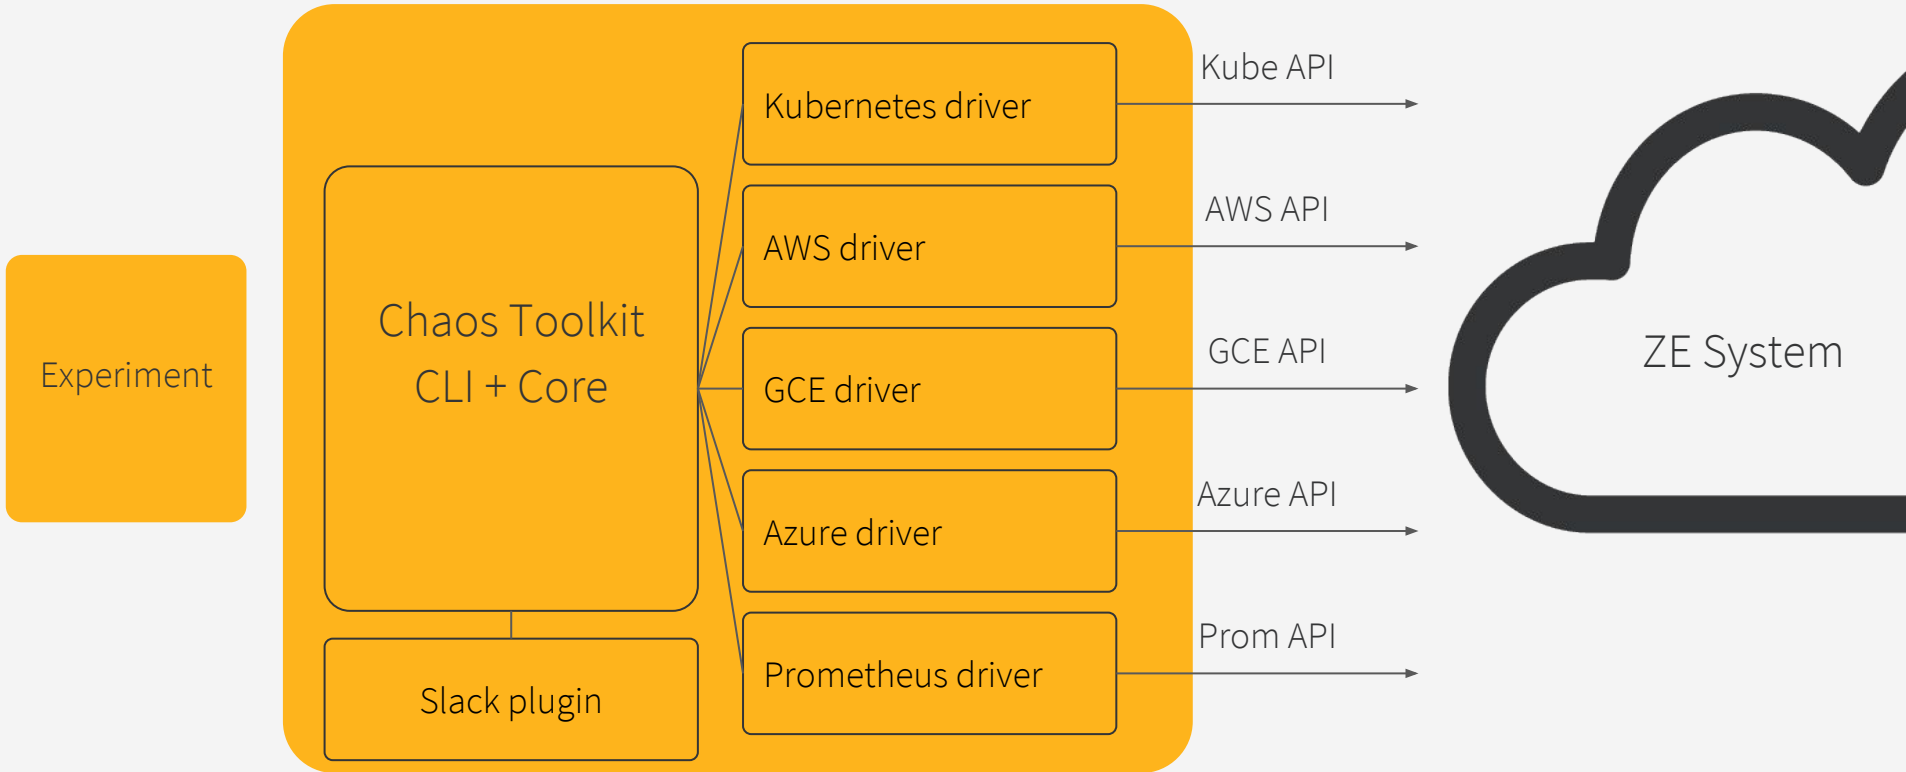 Experiment
Chaos Toolkit
CLI + Core
Slack plugin
Kubernetes driver
AWS driver
GCE driver
Azure driver
Prometheus driver
Kube API
AWS API
GCE API
Azure API
Prom API
ZE System